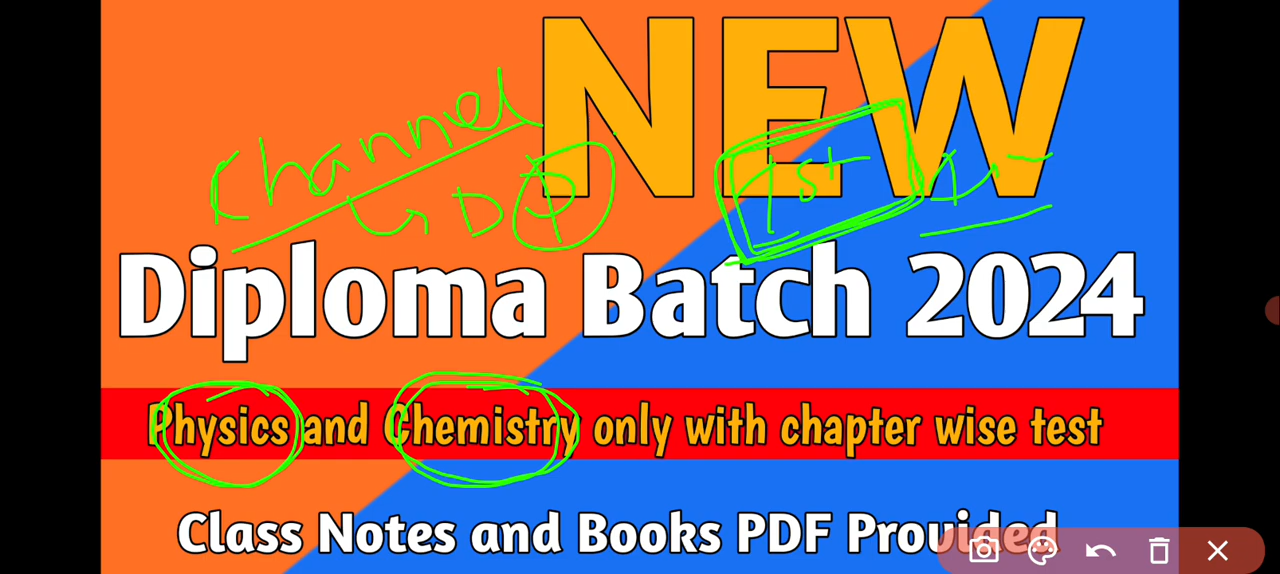 NEW
Channel
1st
Diploma Batch 2024
Physics and Chemistry only with chapter wise test
Class Notes and Books PDF Provided